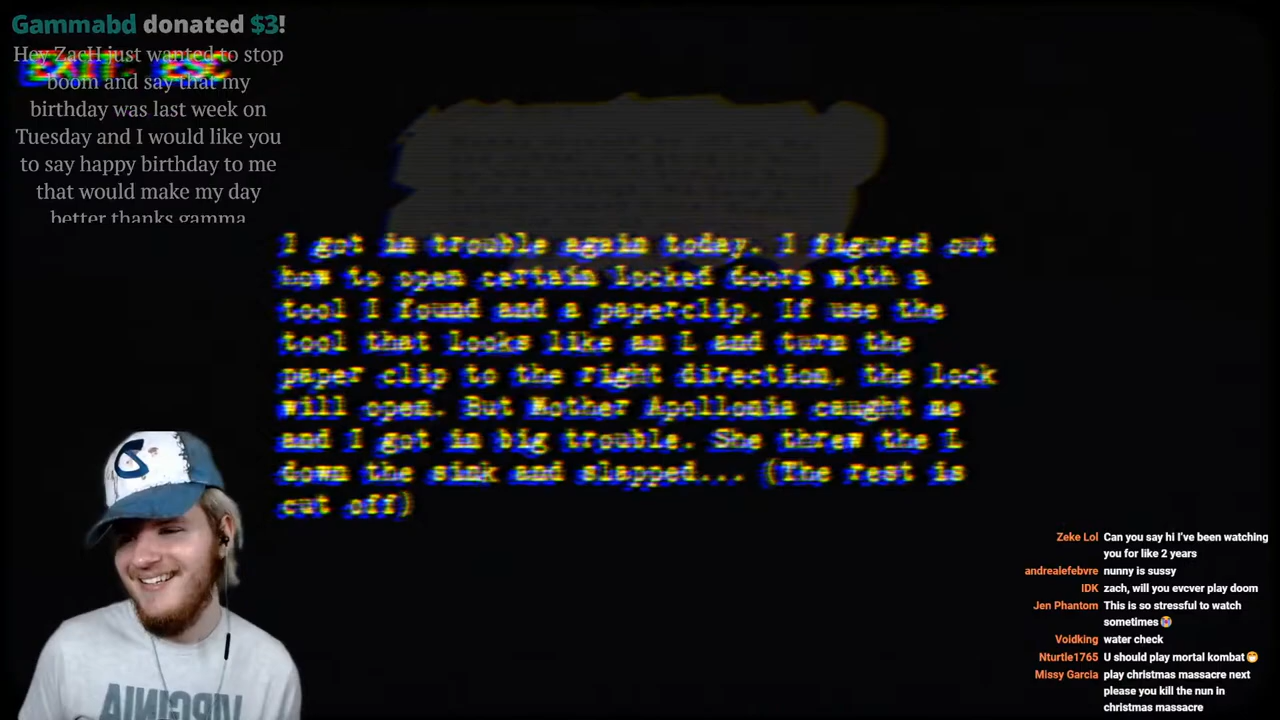 Gammabd donated $3!
Hey ZacH just wanted to stop
boom and say that my
birthday was last week on
Tuesday and I would like you
to say happy birthday to me
that would make my day
better thanks gamma
EXIT: ESC
I got in trouble again today. I figured out
how to open certain locked doors with a
tool I found and a paperclip. If use the
tool that looks like an L and turn the
paper clip to the right direction, the lock
will open. But Mother Apollonia caught me
and I got in big trouble. She threw the L
down the sink and slapped... (The rest is
cut off)
VIRGINIA
Zeke Lol Can you say hi I've been watching
you for like 2 years
andrealefebvre nunny is sussy
IDK zach, will you evcver play doom
Jen Phantom This is so stressful to watch
sometimes😭
Voidking water check
Nturtle1765 U should play mortal kombat😁
Missy Garcia play christmas massacre next
please you kill the nun in
christmas massacre